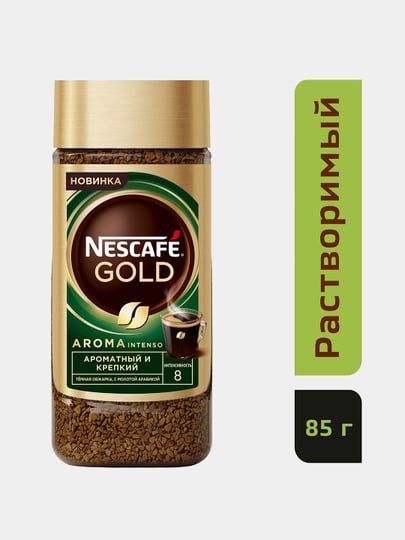 НОВИНКА
NESCAFÉ
GOLD
AROMA INTENSO
АРОМАТНЫЙ И
КРЕПКИЙ
ТЁМНАЯ ОБЖАРКА, С МОЛОТОЙ АРАБИКОЙ
ИНТЕНСИВНОСТЬ
8
Растворимый
85 г